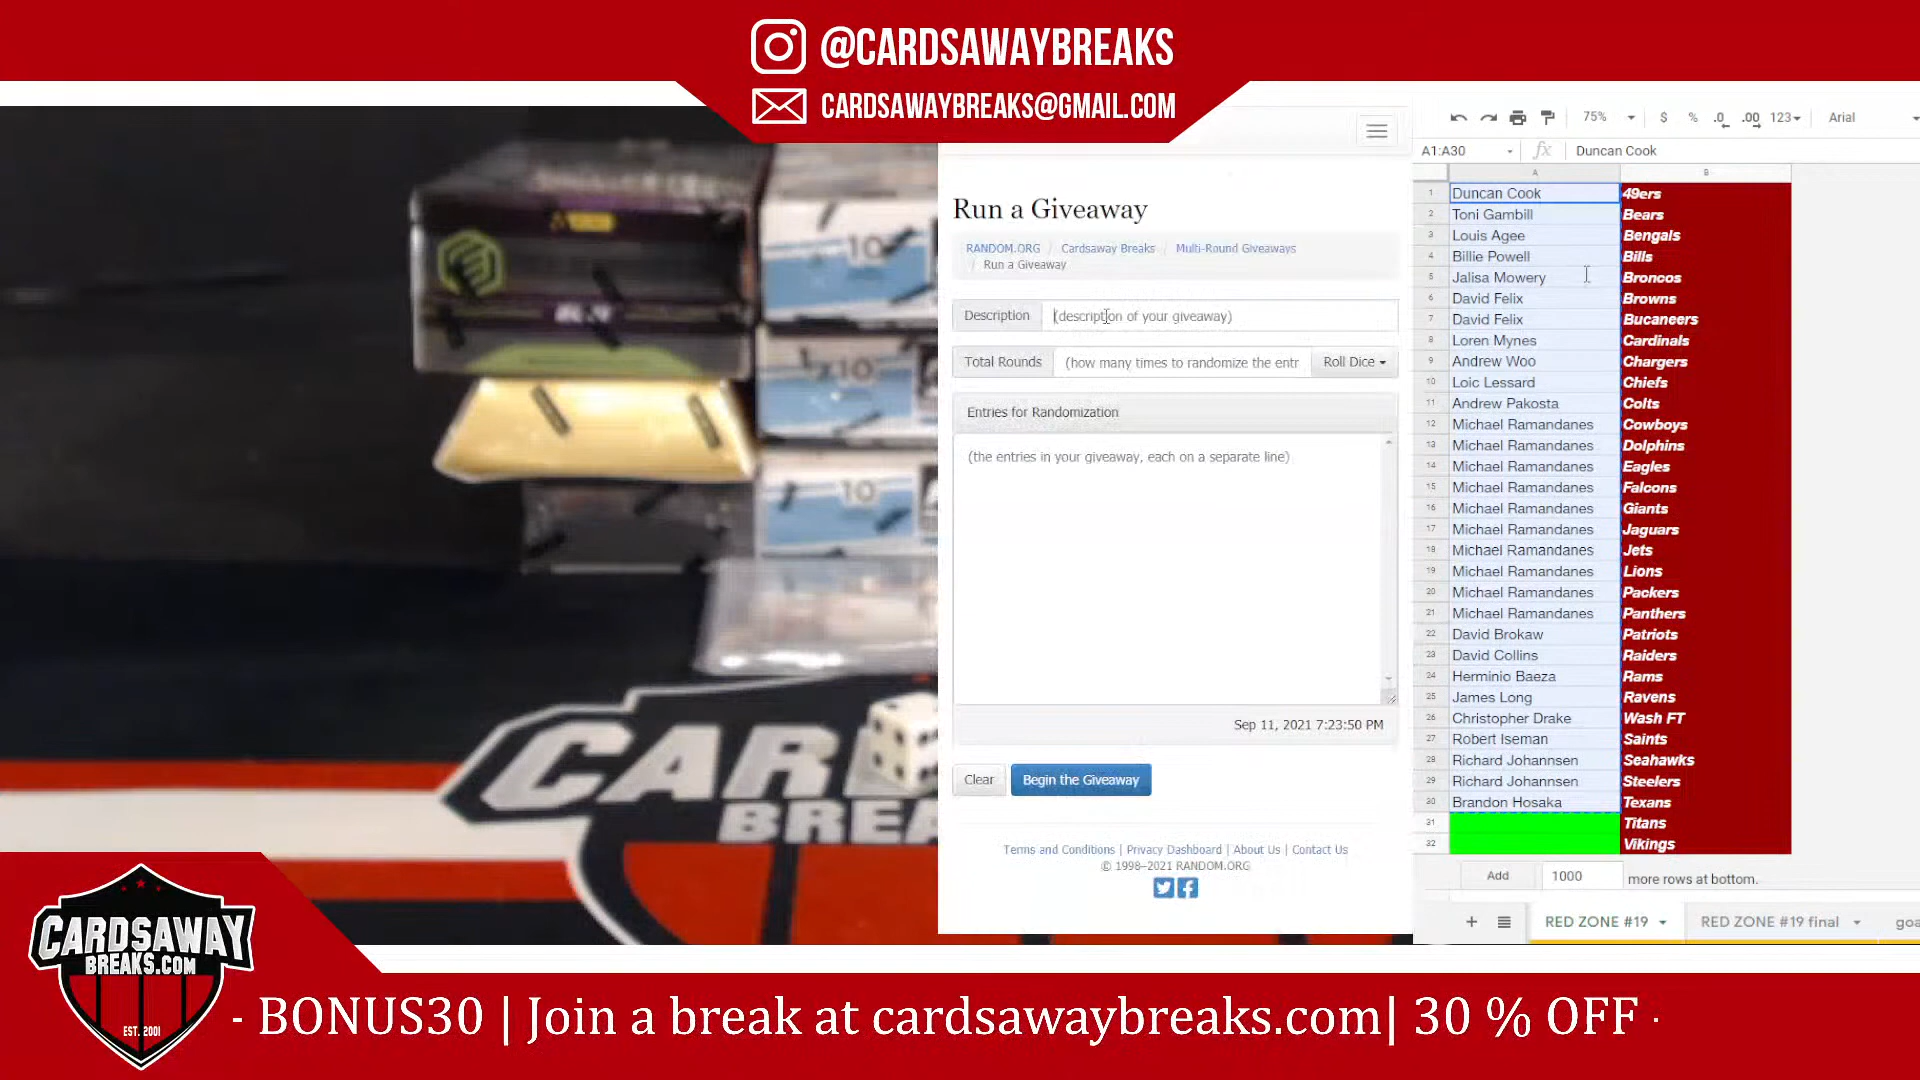 @CARDSAWAYBREAKS
CARDSAWAYBREAKS@GMAIL.COM
Run a Giveaway
RANDOM.ORG / Cardsaway Breaks / Multi-Round Giveaways
/ Run a Giveaway
Description (description of your giveaway)
Total Rounds (how many times to randomize the entr Roll Dice
Entries for Randomization
(the entries in your giveaway, each on a separate line)
Sep 11, 2021 7:23:50 PM
Clear Begin the Giveaway
Terms and Conditions | Privacy Dashboard | About Us | Contact Us
© 1998–2021 RANDOM.ORG
75% $ % .0 .00 123 Arial
A1:A30 fx Duncan Cook
A B
1 Duncan Cook 49ers
2 Toni Gambill Bears
3 Louis Agee Bengals
4 Billie Powell Bills
5 Jalisa Mowery Broncos
6 David Felix Browns
7 David Felix Bucaneers
8 Loren Mynes Cardinals
9 Andrew Woo Chargers
10 Loic Lessard Chiefs
11 Andrew Pakosta Colts
12 Michael Ramandanes Cowboys
13 Michael Ramandanes Dolphins
14 Michael Ramandanes Eagles
15 Michael Ramandanes Falcons
16 Michael Ramandanes Giants
17 Michael Ramandanes Jaguars
18 Michael Ramandanes Jets
19 Michael Ramandanes Lions
20 Michael Ramandanes Packers
21 Michael Ramandanes Panthers
22 David Brokaw Patriots
23 David Collins Raiders
24 Herminio Baeza Rams
25 James Long Ravens
26 Christopher Drake Wash FT
27 Robert Iseman Saints
28 Richard Johannsen Seahawks
29 Richard Johannsen Steelers
30 Brandon Hosaka Texans
31 Titans
32 Vikings
Add 1000 more rows at bottom.
+ RED ZONE #19 RED ZONE #19 final goa
10
10
10
CAR
BREA
CARDSAWAY
BREAKS.COM
EST. 2001
- BONUS30 | Join a break at cardsawaybreaks.com| 30 % OFF -